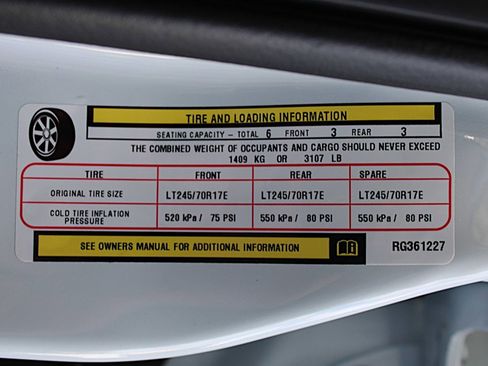 TIRE AND LOADING INFORMATION
SEATING CAPACITY - TOTAL 6 FRONT 3 REAR 3
THE COMBINED WEIGHT OF OCCUPANTS AND CARGO SHOULD NEVER EXCEED
1409 KG OR 3107 LB
TIRE FRONT REAR SPARE
ORIGINAL TIRE SIZE LT245/70R17E LT245/70R17E LT245/70R17E
COLD TIRE INFLATION PRESSURE 520 kPa / 75 PSI 550 kPa / 80 PSI 550 kPa / 80 PSI
SEE OWNERS MANUAL FOR ADDITIONAL INFORMATION RG361227